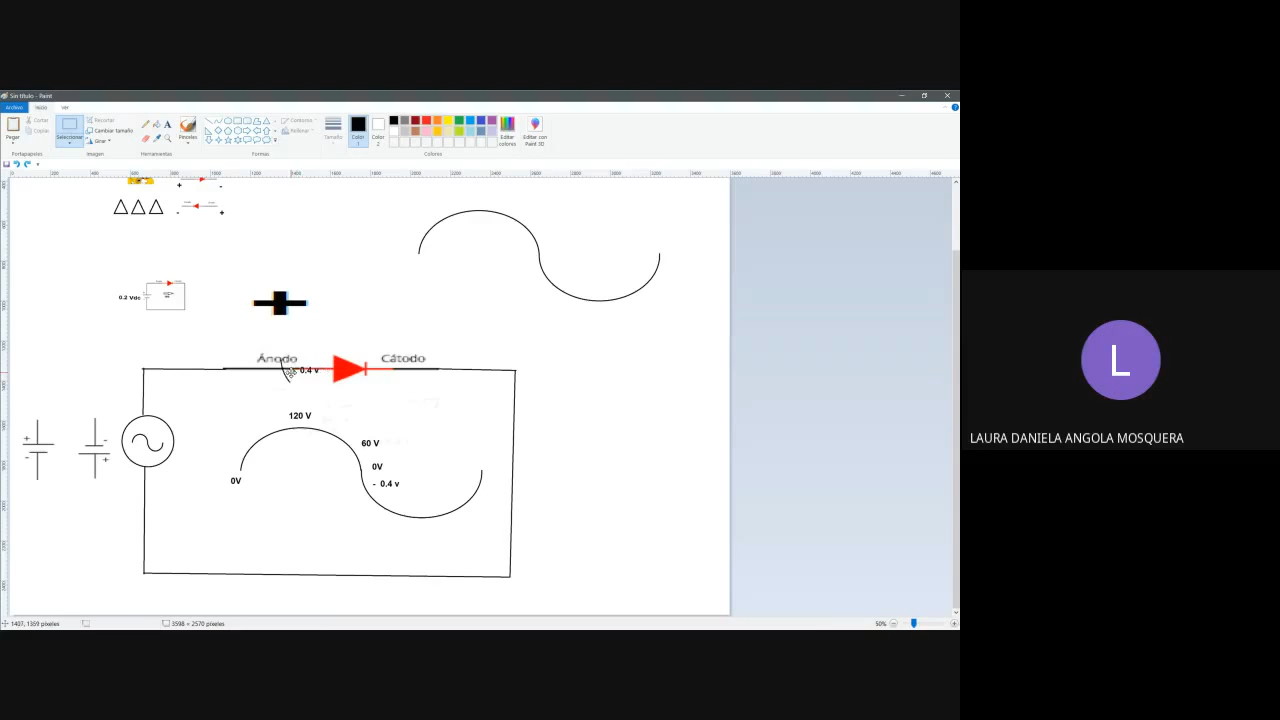 Sin título - Paint
Archivo Inicio Ver
Pegar
Cortar
Copiar
Portapapeles
Seleccionar
Recortar
Cambiar tamaño
Girar
Imagen
A
Herramientas
Pinceles
Contorno
Rellenar
Formas
Tamaño
Color 1
Color 2
Editar colores
Editar con Paint 3D
Colores
+ -
- +
0.2 Vdc
Ánodo
Cátodo
0.4 v
120 V
60 V
0V
- 0.4 v
0V
+
-
-
+
1407, 1359 píxeles
3598 × 2570 píxeles
50%
L
LAURA DANIELA ANGOLA MOSQUERA